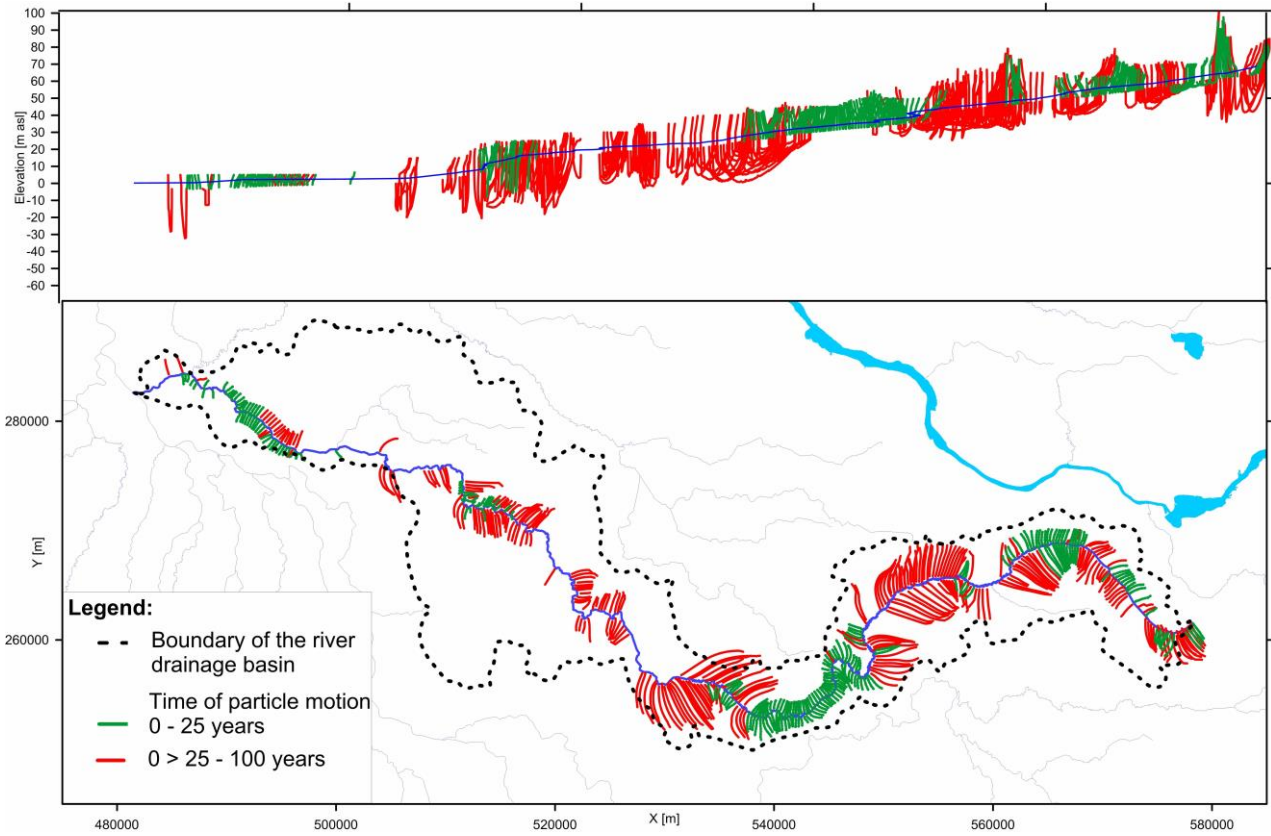 Elevation [m asl]
100
90
80
70
60
50
40
30
20
10
0
-10
-20
-30
-40
-50
-60
Y [m]
280000
260000
Legend:
Boundary of the river
drainage basin
Time of particle motion
0 - 25 years
0 > 25 - 100 years
480000
500000
520000
X [m]
540000
560000
580000